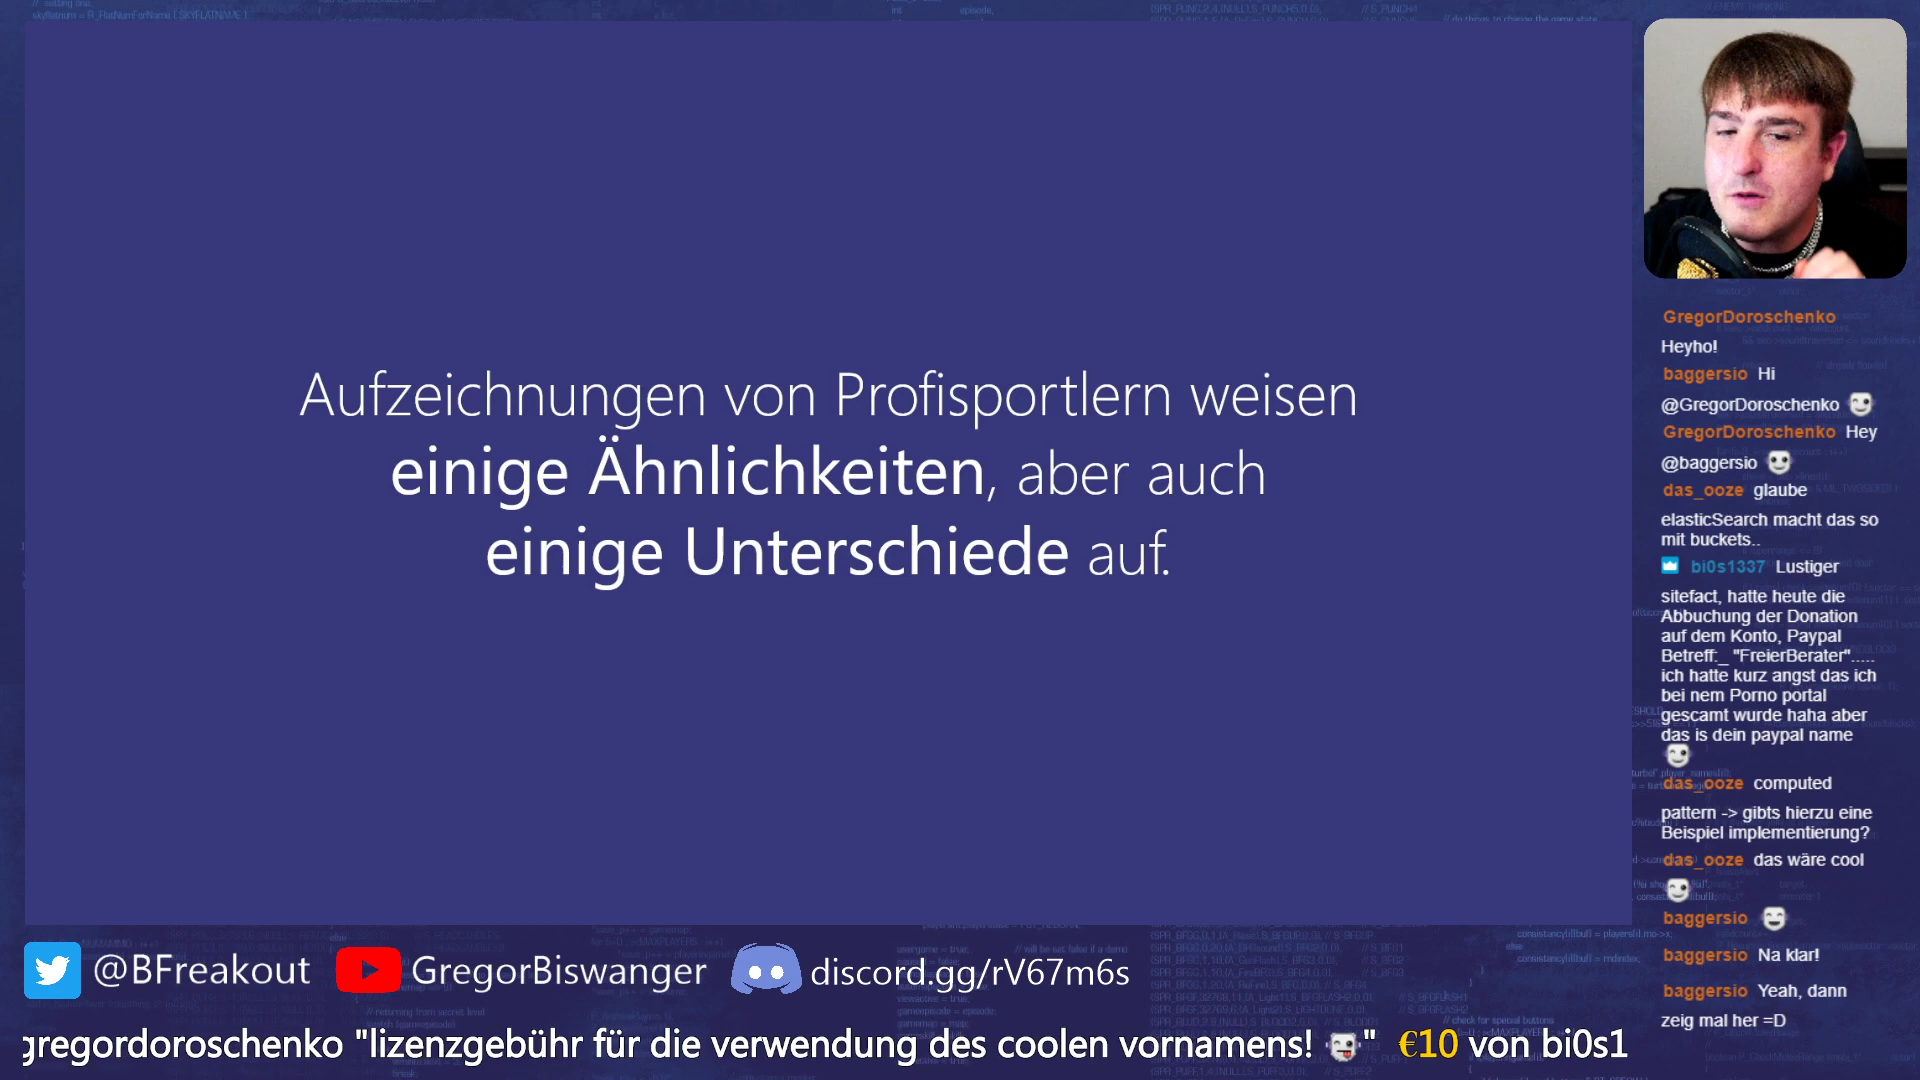 Aufzeichnungen von Profisportlern weisen
einige Ähnlichkeiten, aber auch
einige Unterschiede auf.
GregorDoroschenko
Heyho!
baggersio Hi
@GregorDoroschenko
GregorDoroschenko Hey
@baggersio
das_ooze glaube
elasticSearch macht das so
mit buckets..
bi0s1337 Lustiger
sitefact, hatte heute die
Abbuchung der Donation
auf dem Konto, Paypal
Betreff:_ "FreierBerater".....
ich hatte kurz angst das ich
bei nem Porno portal
gescamt wurde haha aber
das is dein paypal name
das_ooze computed
pattern -> gibts hierzu eine
Beispiel implementierung?
das_ooze das wäre cool
baggersio
baggersio Na klar!
baggersio Yeah, dann
zeig mal her =D
@BFreakout GregorBiswanger discord.gg/rV67m6s
gregordoroschenko "lizenzgebühr für die verwendung des coolen vornamens! " €10 von bi0s1